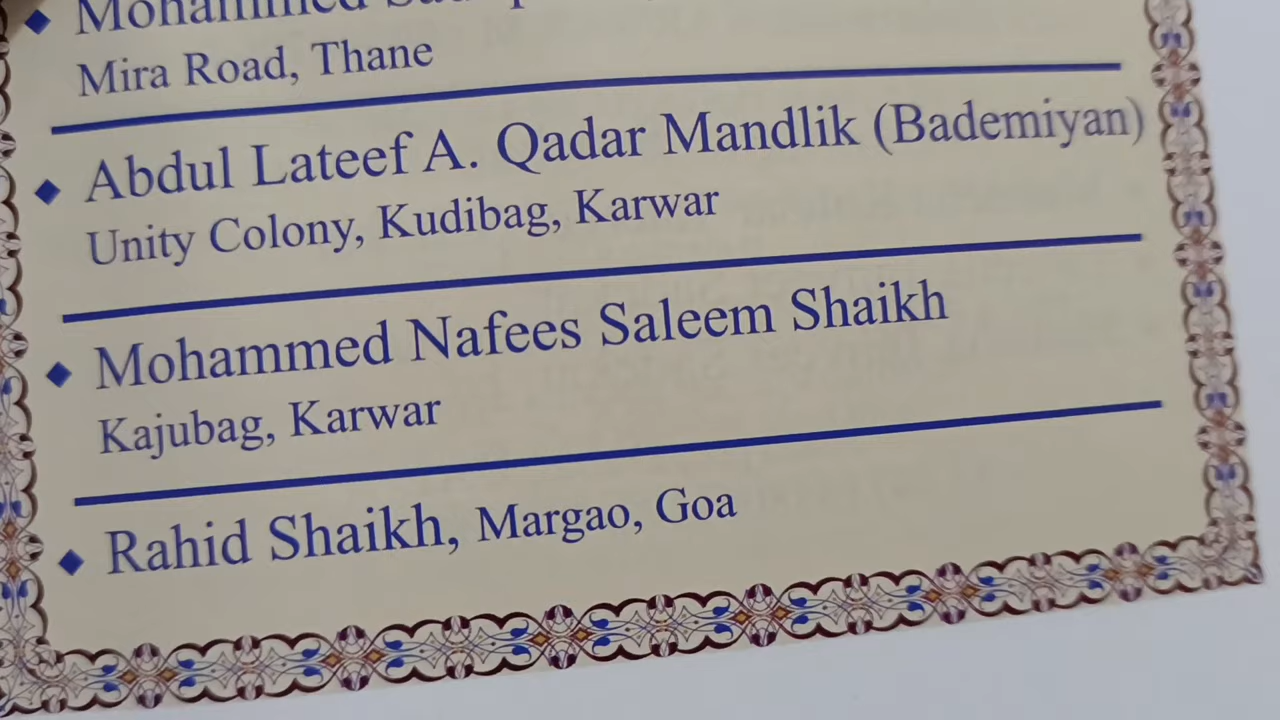 Mohammed
Mira Road, Thane
Abdul Lateef A. Qadar Mandlik (Bademiyan)
Unity Colony, Kudibag, Karwar
Mohammed Nafees Saleem Shaikh
Kajubag, Karwar
Rahid Shaikh, Margao, Goa